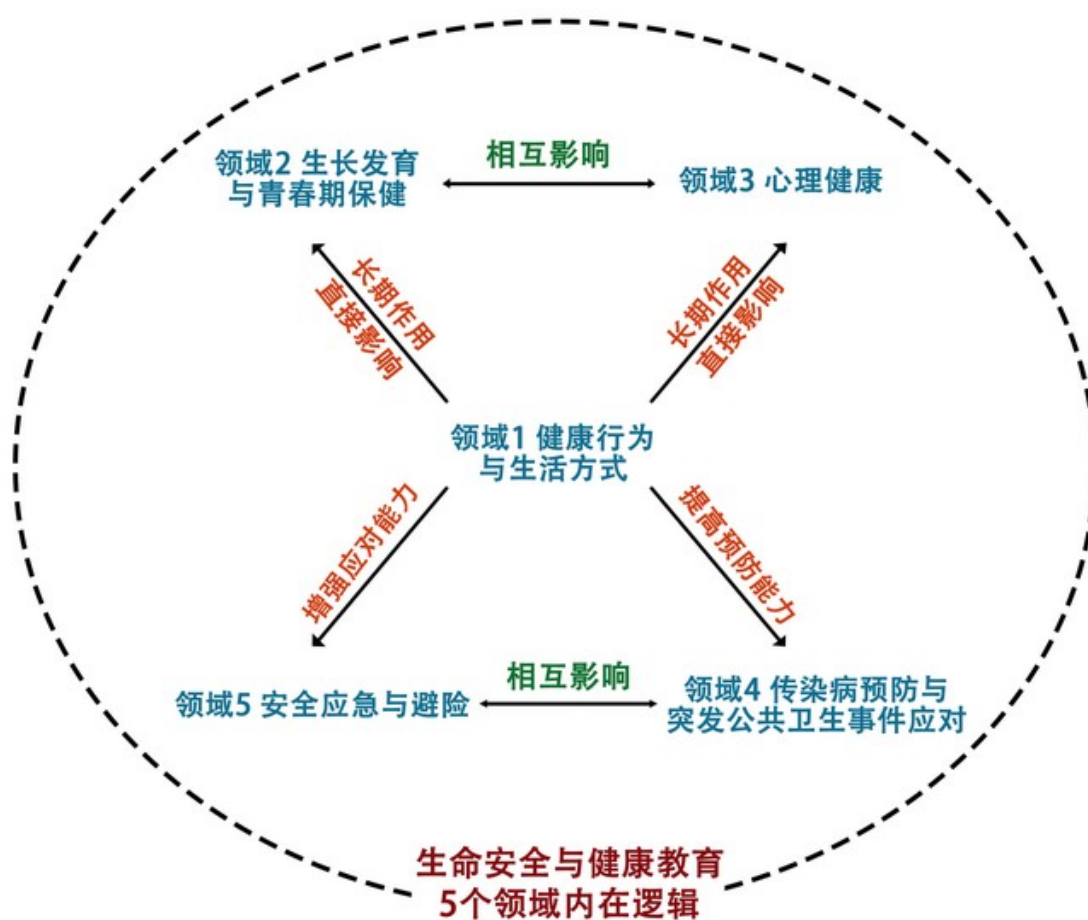 相互影响
领域2 生长发育
与青春期保健
领域3 心理健康
长期作用
直接影响
长期作用
直接影响
领域1 健康行为
与生活方式
增强应对能力
提高预防能力
相互影响
领域5 安全应急与避险
领域4 传染病预防与
突发公共卫生事件应对
生命安全与健康教育
5个领域内在逻辑